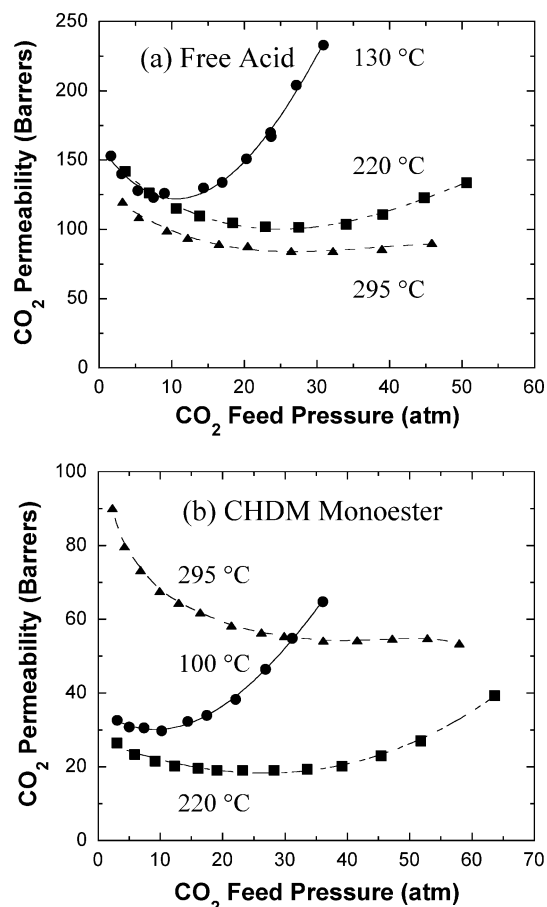 250
200
150
100
50
0
CO2 Permeability (Barrers)
(a) Free Acid
130 °C
220 °C
295 °C
0 10 20 30 40 50 60
CO2 Feed Pressure (atm)
100
80
60
40
20
0
CO2 Permeability (Barrers)
(b) CHDM Monoester
295 °C
100 °C
220 °C
0 10 20 30 40 50 60 70
CO2 Feed Pressure (atm)